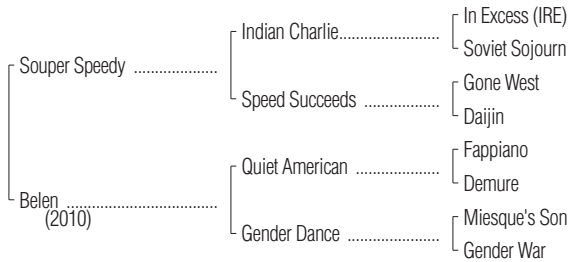 In Excess (IRE)
Indian Charlie....................
Soviet Sojourn
Souper Speedy ................
Gone West
Speed Succeeds ...............
Daijin
Fappiano
Quiet American .................
Demure
Belen .............................
(2010)
Miesque's Son
Gender Dance ..................
Gender War